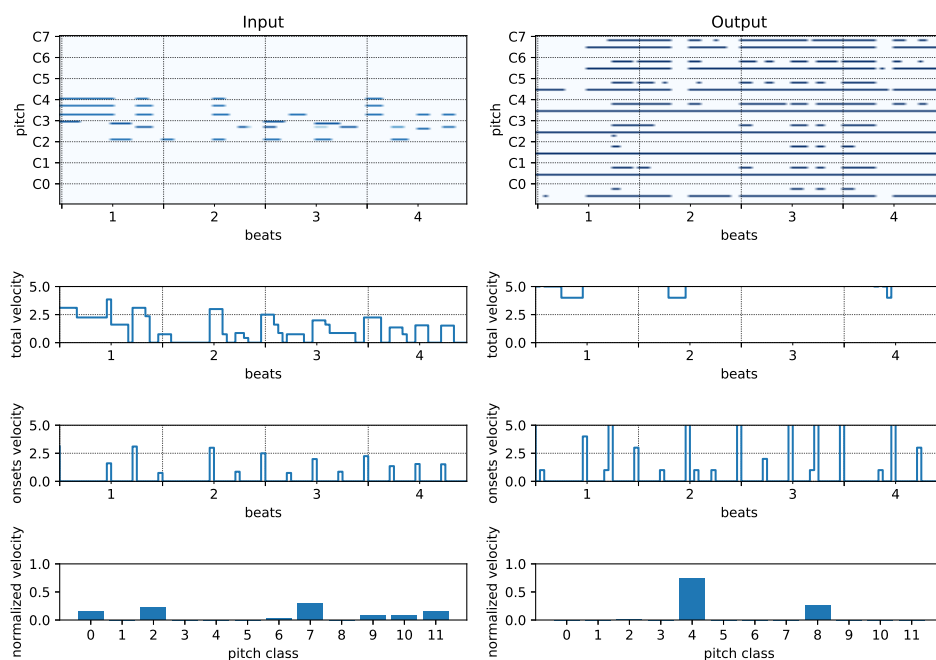 Input
C7
C6
C5
C4
C3
C2
C1
C0
pitch
1 2 3 4
beats
Output
C7
C6
C5
C4
C3
C2
C1
C0
pitch
1 2 3 4
beats
5.0
2.5
0.0
total velocity
1 2 3 4
beats
5.0
2.5
0.0
total velocity
1 2 3 4
beats
5.0
2.5
0.0
onsets velocity
1 2 3 4
beats
5.0
2.5
0.0
onsets velocity
1 2 3 4
beats
1.0
0.5
0.0
normalized velocity
0 1 2 3 4 5 6 7 8 9 10 11
pitch class
1.0
0.5
0.0
normalized velocity
0 1 2 3 4 5 6 7 8 9 10 11
pitch class